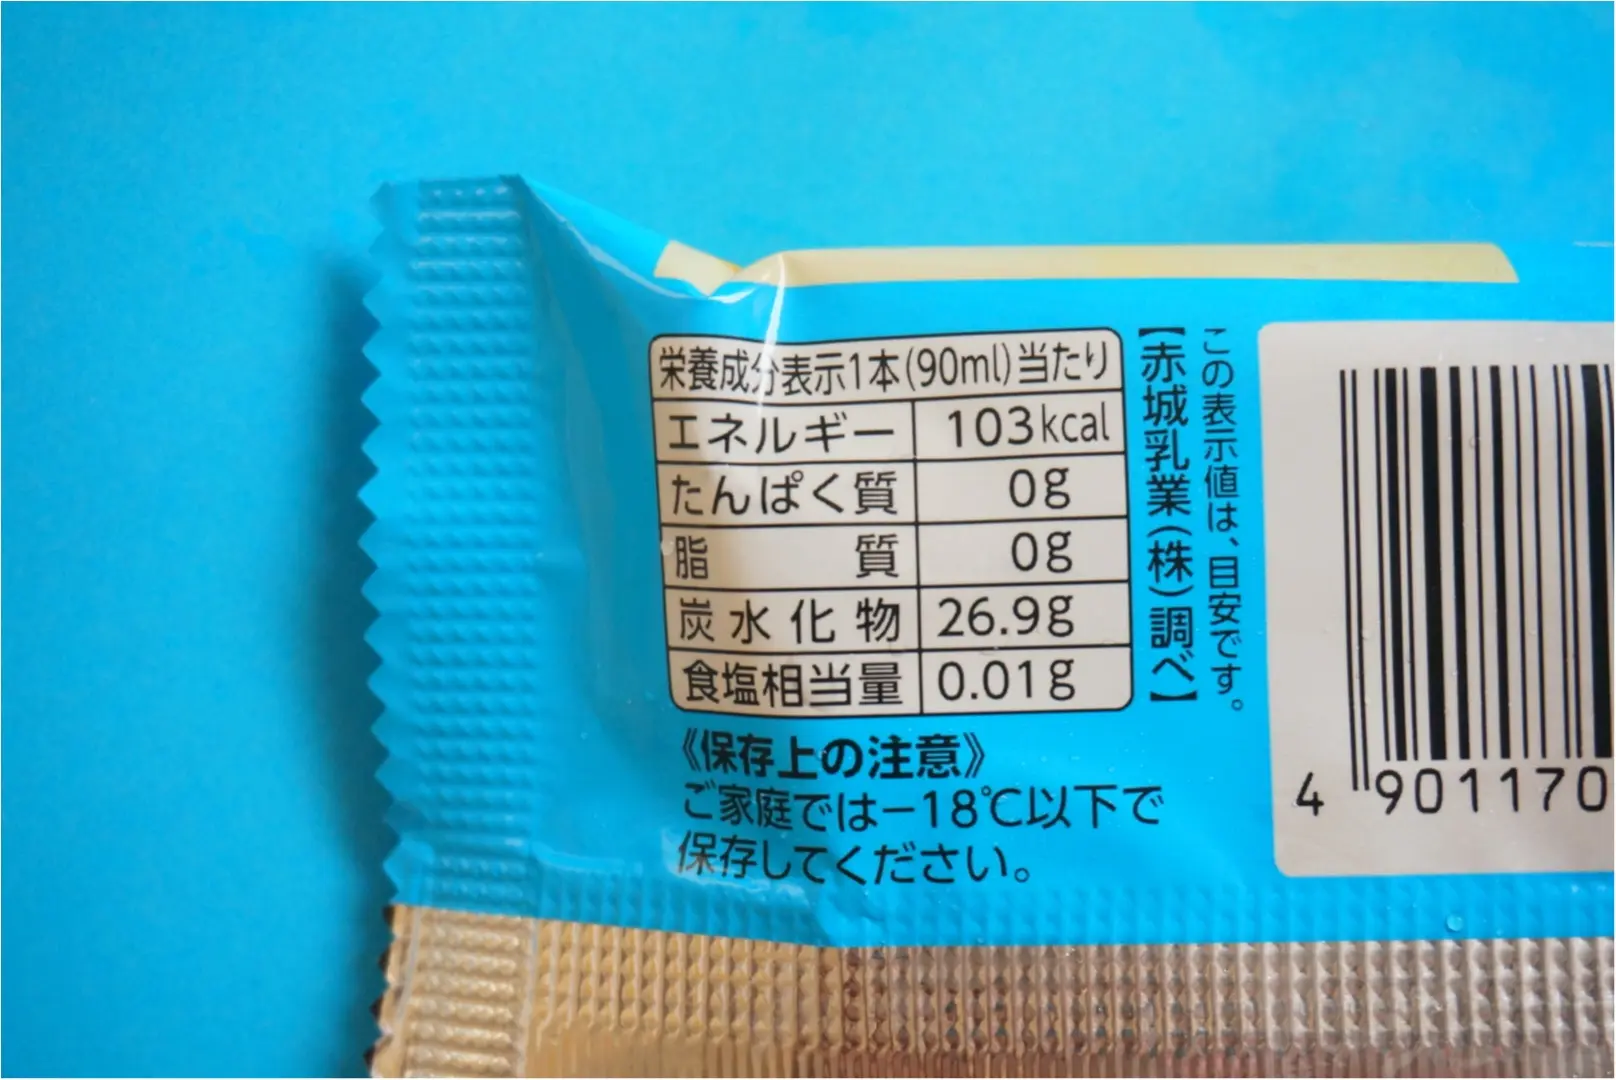 栄養成分表示1本(90ml)当たり
エネルギー 103kcal
たんぱく質 0g
脂質 0g
炭水化物 26.9g
食塩相当量 0.01g
この表示値は、目安です。
【赤城乳業(株)調べ】
《保存上の注意》
ご家庭では−18℃以下で
保存してください。
4 901170